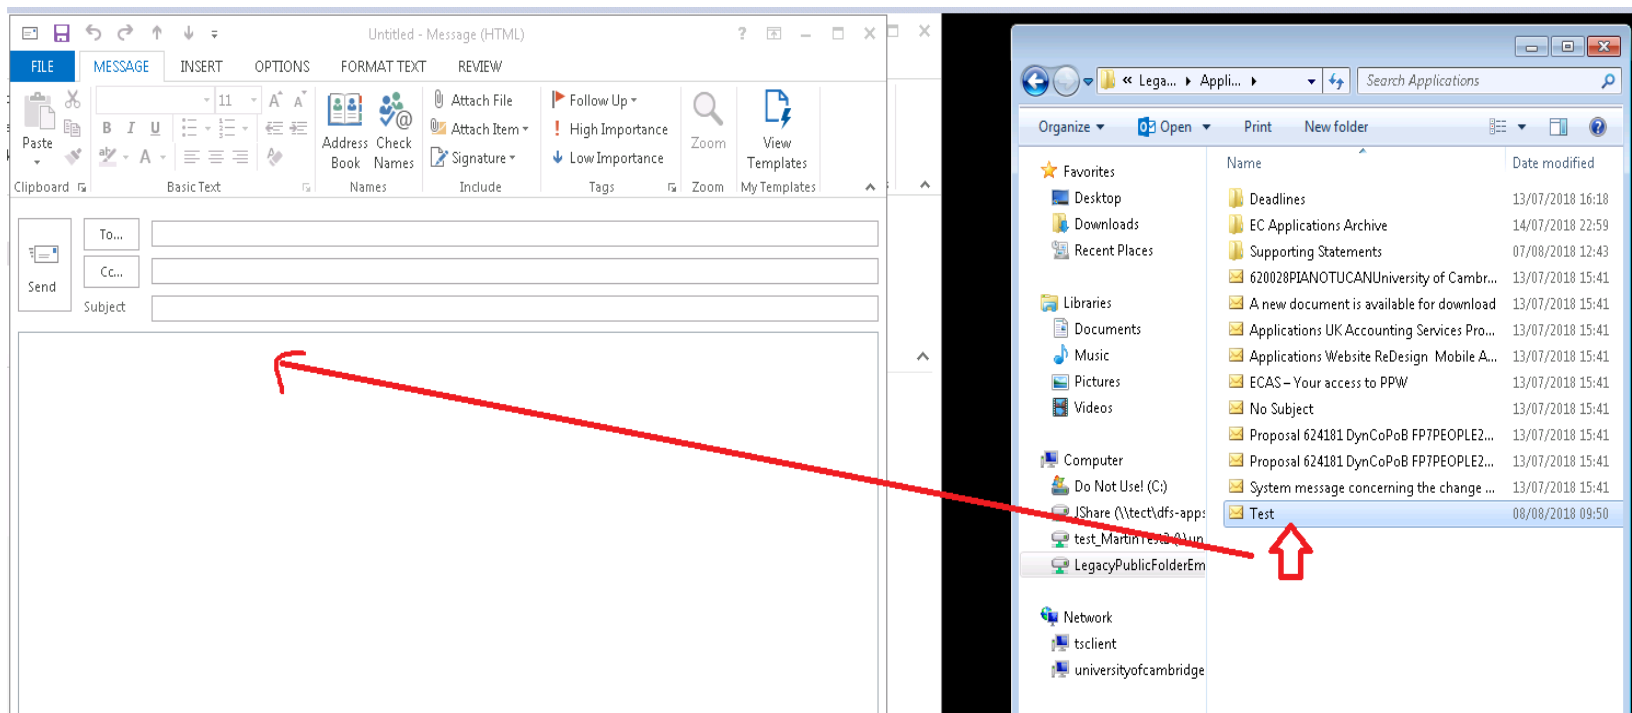 Untitled - Message (HTML)
?
FILE MESSAGE INSERT OPTIONS FORMAT TEXT REVIEW
Paste
11 A A
B I U
ab A
Address Book
Check Names
Attach File
Attach Item
Signature
Follow Up
High Importance
Low Importance
Zoom
View Templates
Clipboard Basic Text Names Include Tags Zoom My Templates
Send
To...
Cc...
Subject
« Lega... Appli...
Search Applications
Organize Open Print New folder
Favorites
Desktop
Downloads
Recent Places
Libraries
Documents
Music
Pictures
Videos
Computer
Do Not Use! (C:)
JShare (\\tect\dfs-apps
LegacyPublicFolderEm
Network
tsclient
universityofcambridge
Name Date modified
Deadlines 13/07/2018 16:18
EC Applications Archive 14/07/2018 22:59
Supporting Statements 07/08/2018 12:43
620028PIANOTUCANUniversity of Cambr... 13/07/2018 15:41
A new document is available for download 13/07/2018 15:41
Applications UK Accounting Services Pro... 13/07/2018 15:41
Applications Website ReDesign Mobile A... 13/07/2018 15:41
ECAS – Your access to PPW 13/07/2018 15:41
No Subject 13/07/2018 15:41
Proposal 624181 DynCoPoB FP7PEOPLE2... 13/07/2018 15:41
Proposal 624181 DynCoPoB FP7PEOPLE2... 13/07/2018 15:41
System message concerning the change ... 13/07/2018 15:41
Test 08/08/2018 09:50